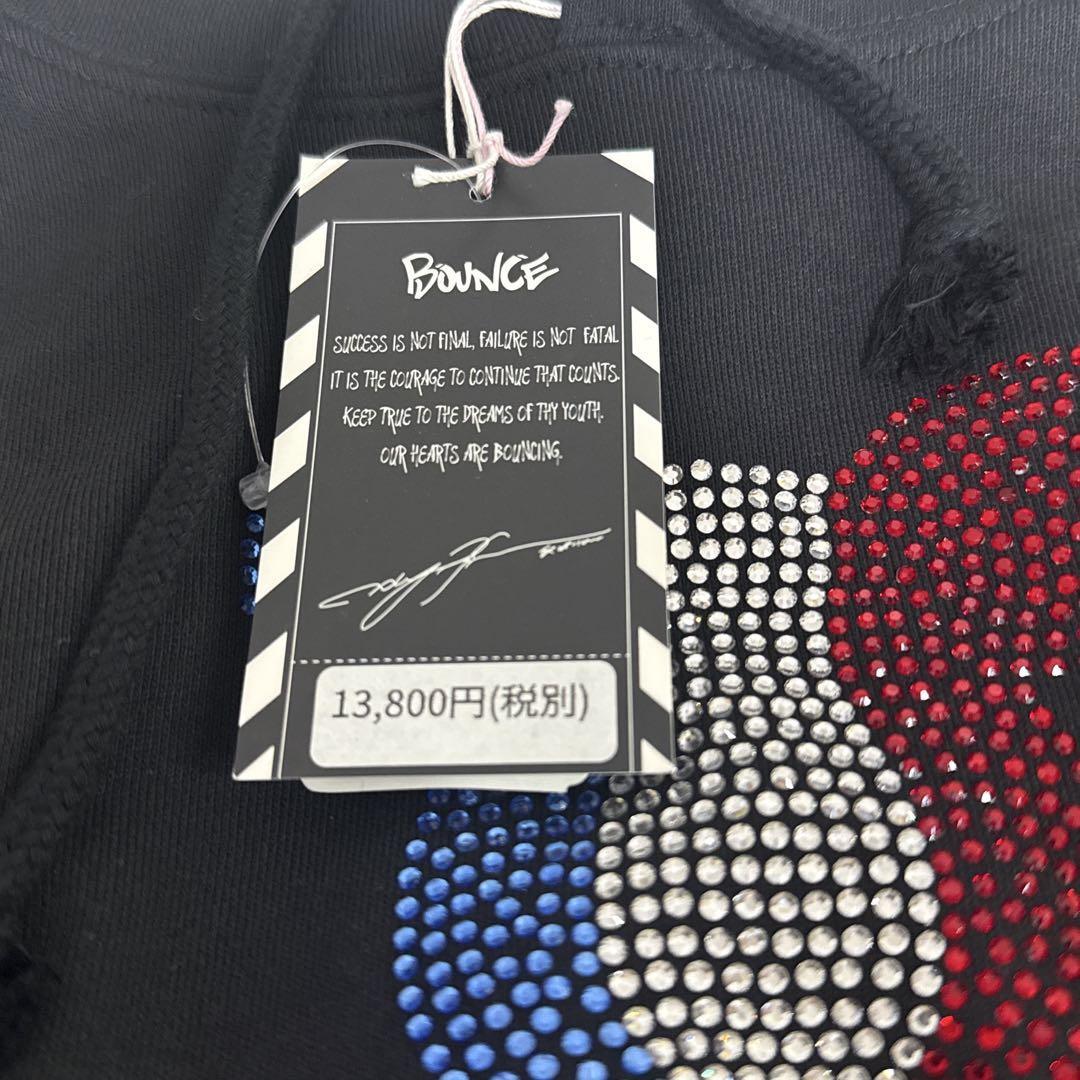 BOUNCE
SUCCESS IS NOT FINAL, FAILURE IS NOT FATAL
IT IS THE COURAGE TO CONTINUE THAT COUNTS.
KEEP TRUE TO THE DREAMS OF THY YOUTH.
OUR HEARTS ARE BOUNCING.
13,800円(税別)